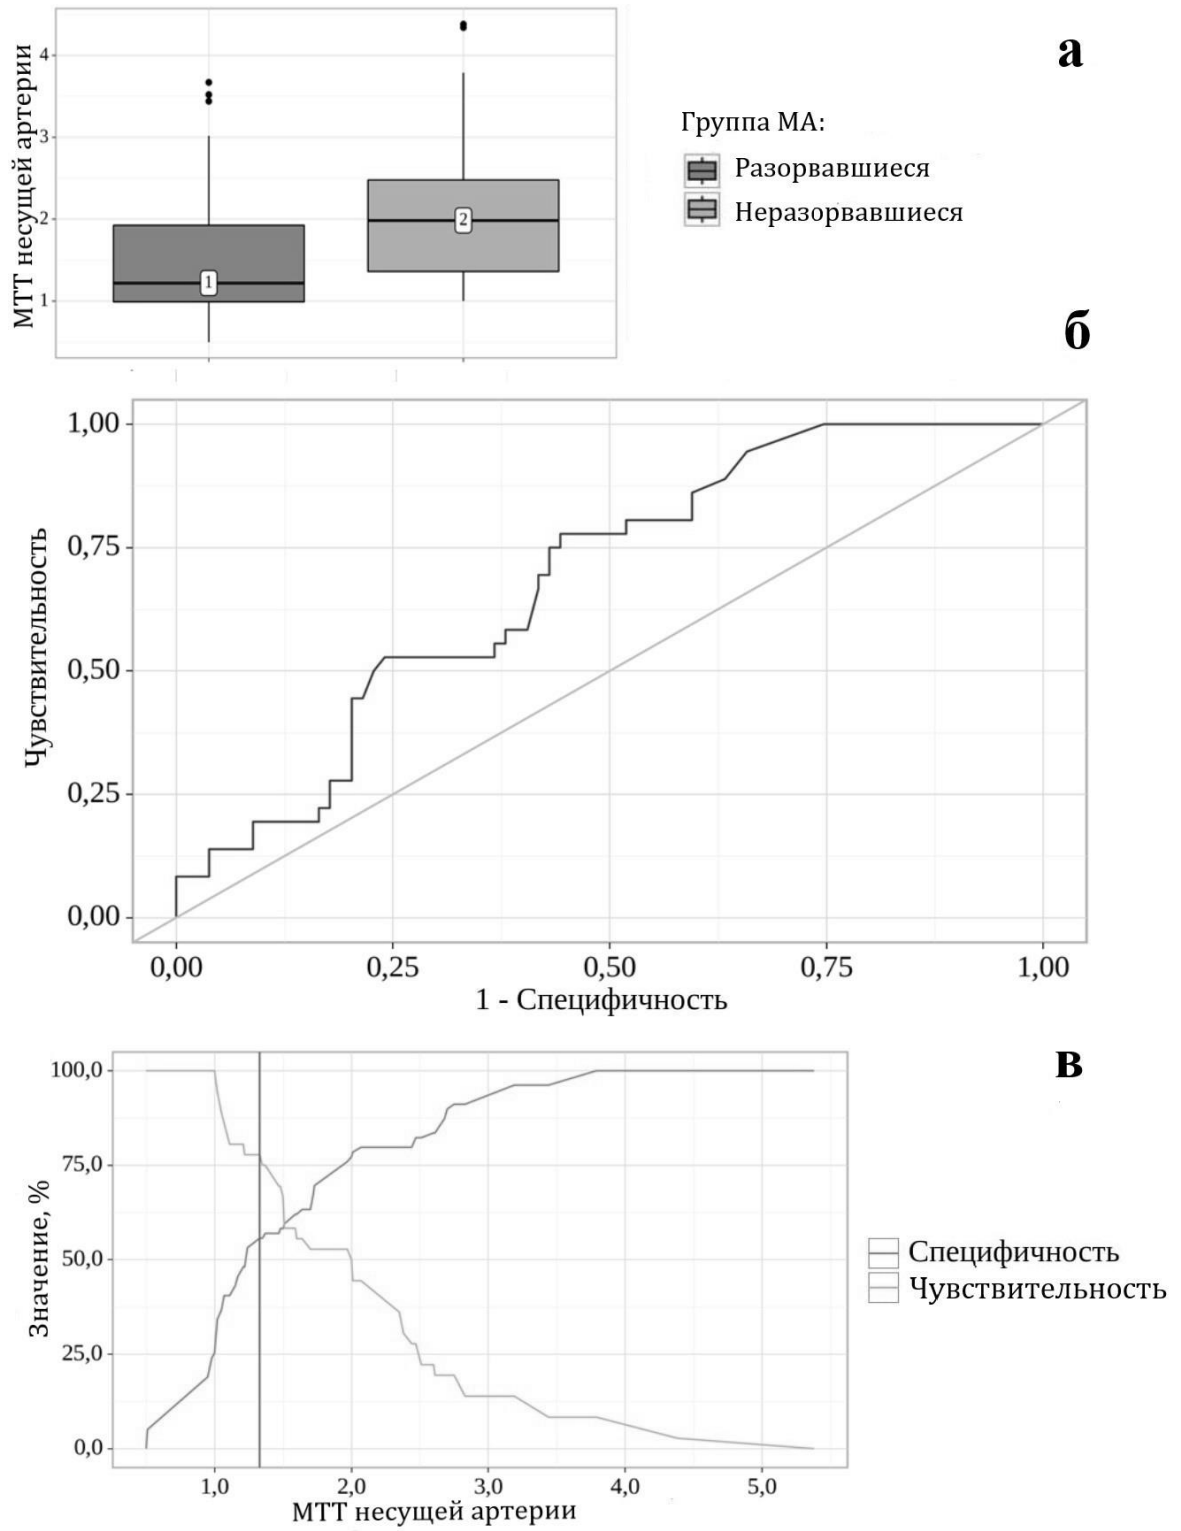 а
МТТ несущей артерии
4
3
2
1
1
2
Группа МА:
Разорвавшиеся
Неразорвавшиеся
б
Чувствительность
1,00
0,75
0,50
0,25
0,00
0,00 0,25 0,50 0,75 1,00
1 - Специфичность
в
Значение, %
100,0
75,0
50,0
25,0
0,0
1,0 2,0 3,0 4,0 5,0
МТТ несущей артерии
Специфичность
Чувствительность